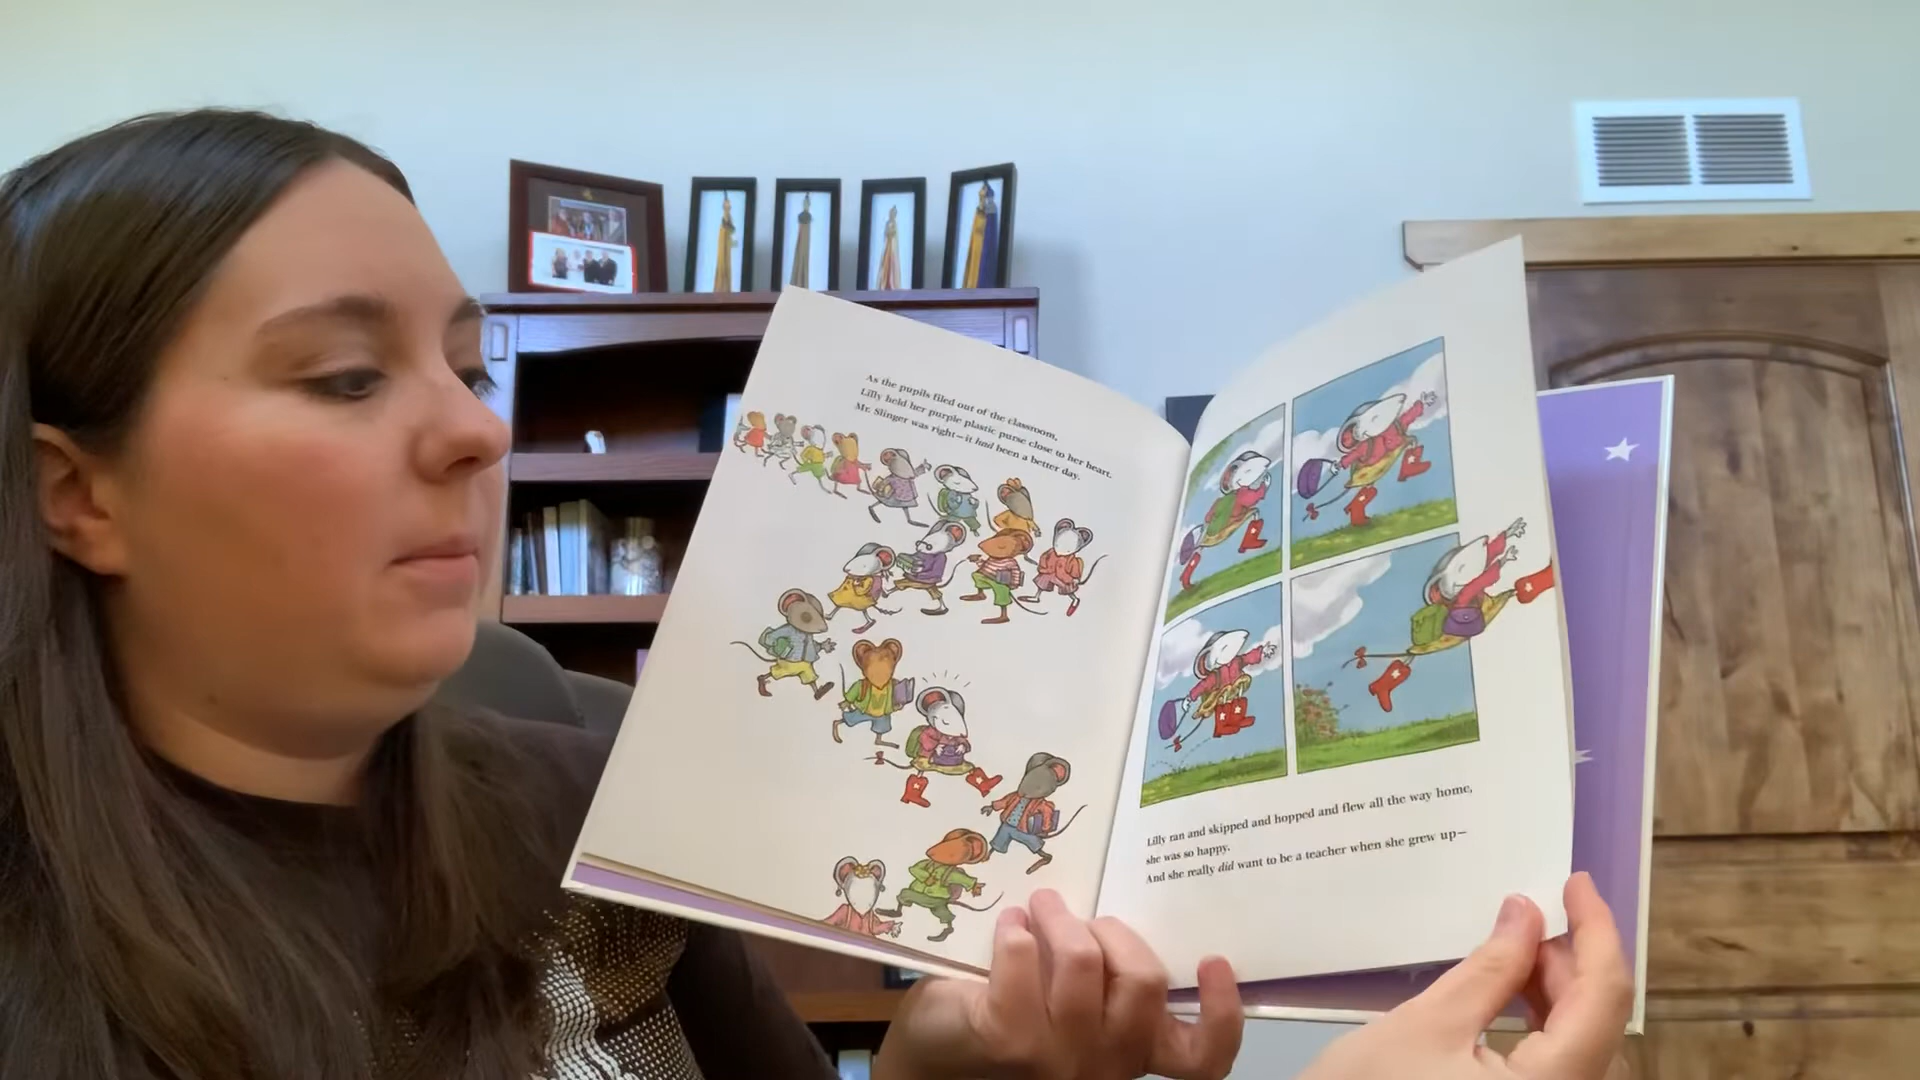 As the pupils filed out of the classroom,
Lilly held her purple plastic purse close to her heart.
Mr. Slinger was right—it had been a better day.
Lilly ran and skipped and hopped and flew all the way home,
she was so happy.
And she really did want to be a teacher when she grew up—